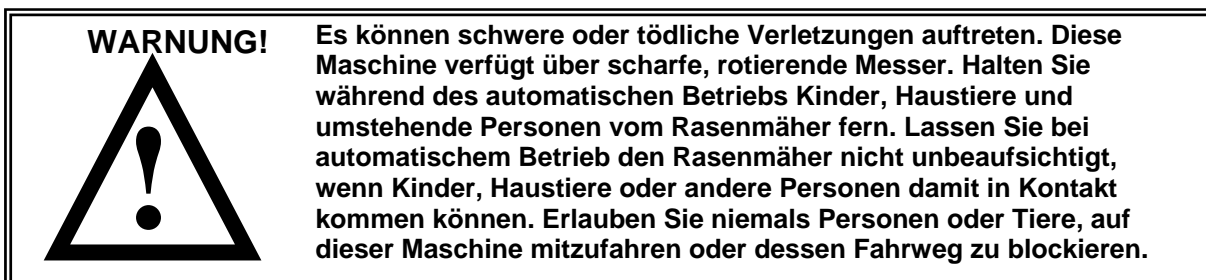 WARNUNG!
Es können schwere oder tödliche Verletzungen auftreten. Diese
Maschine verfügt über scharfe, rotierende Messer. Halten Sie
während des automatischen Betriebs Kinder, Haustiere und
umstehende Personen vom Rasenmäher fern. Lassen Sie bei
automatischem Betrieb den Rasenmäher nicht unbeaufsichtigt,
wenn Kinder, Haustiere oder andere Personen damit in Kontakt
kommen können. Erlauben Sie niemals Personen oder Tiere, auf
dieser Maschine mitzufahren oder dessen Fahrweg zu blockieren.